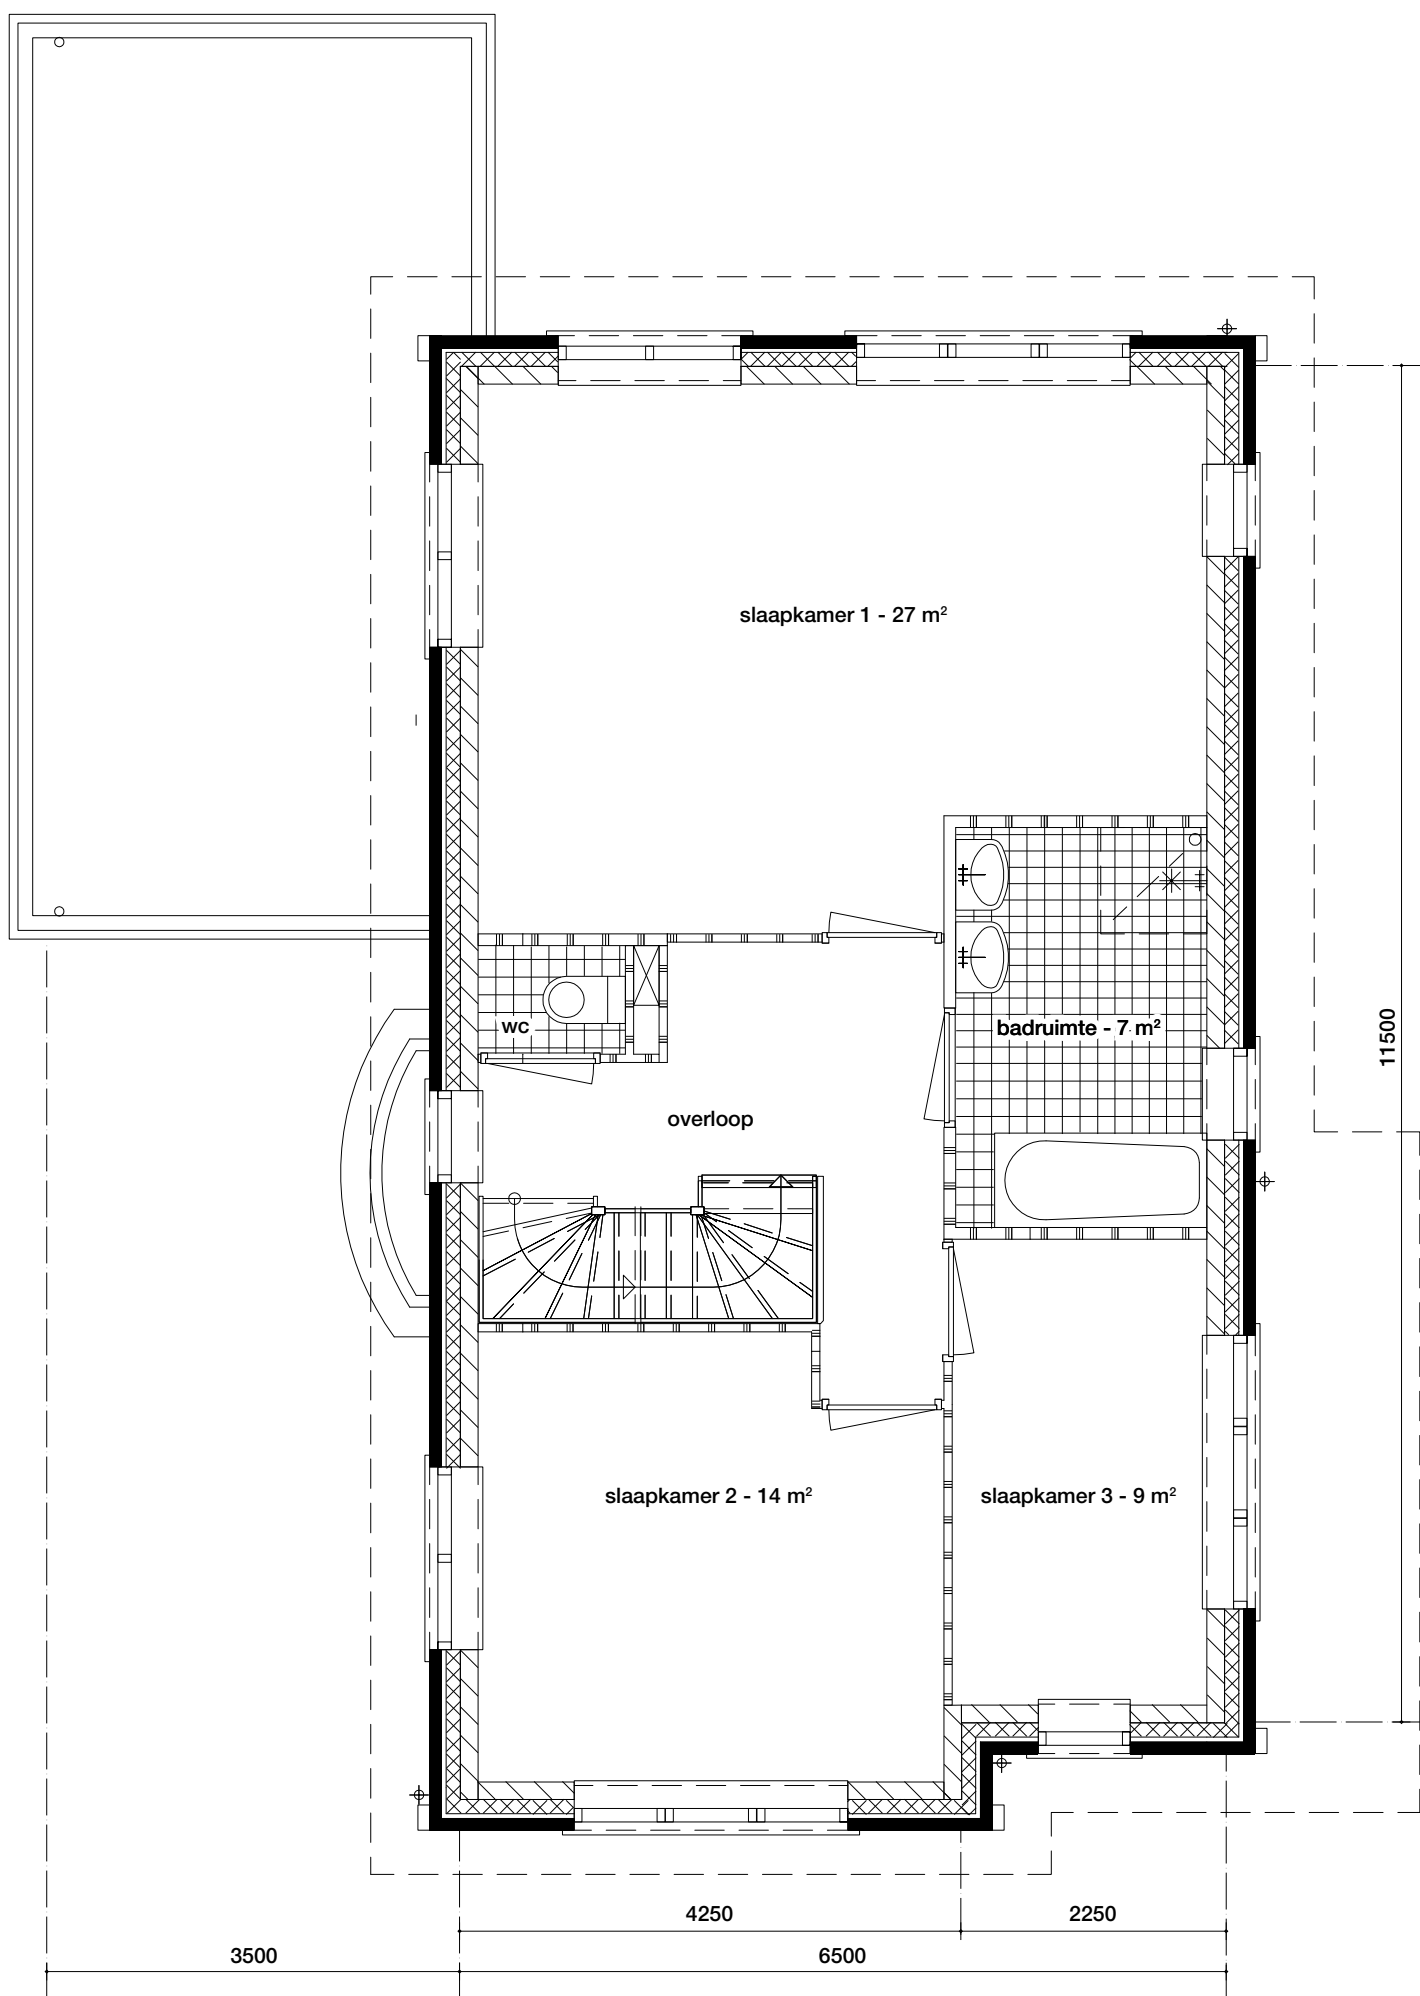 slaapkamer 1 - 27 m²
WC
badruimte - 7 m²
11500
overloop
slaapkamer 2 - 14 m²
slaapkamer 3 - 9 m²
4250
2250
3500
6500